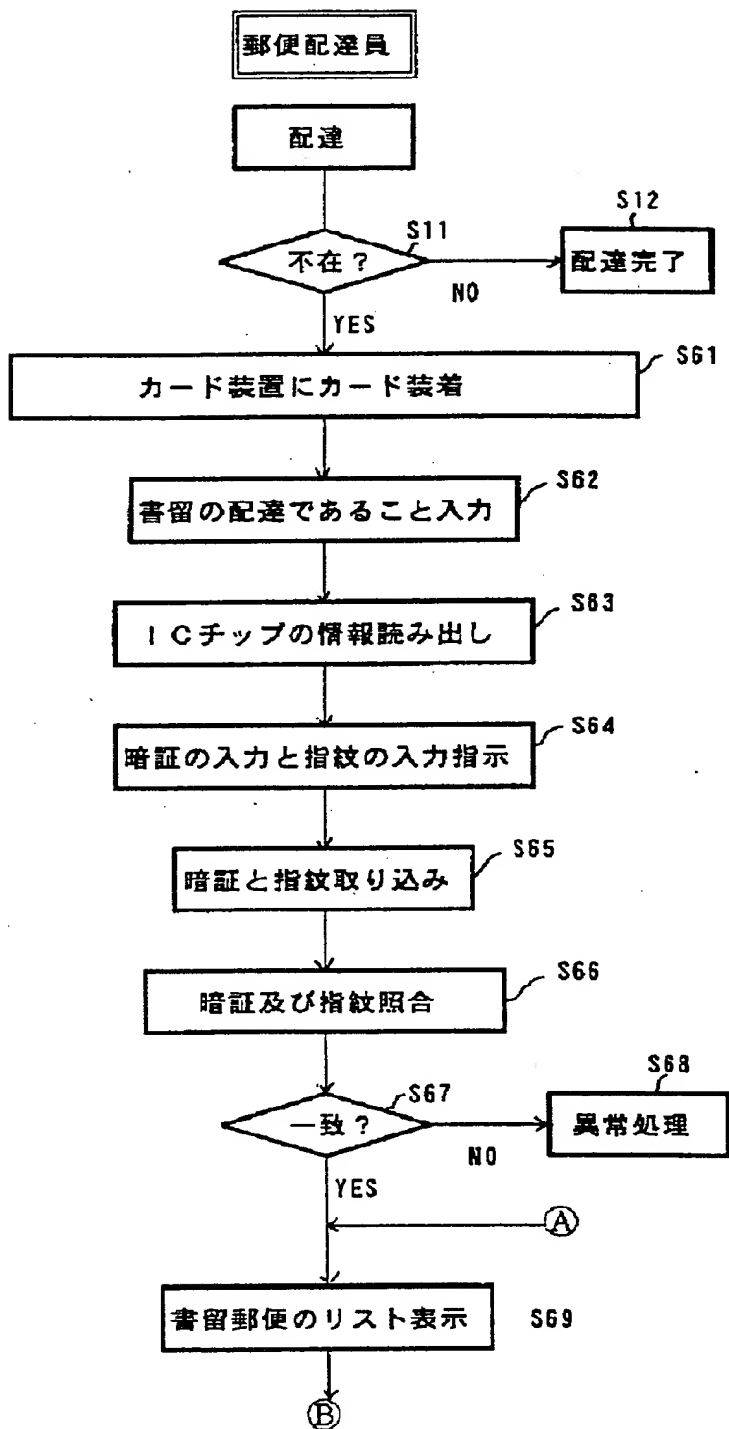 郵便配達員
配達
S11
不在？
NO
YES
S12
配達完了
S61
カード装置にカード装着
S62
書留の配達であること入力
S63
ＩＣチップの情報読み出し
S64
暗証の入力と指紋の入力指示
S65
暗証と指紋取り込み
S66
暗証及び指紋照合
S67
一致？
NO
YES
S68
異常処理
Ⓐ
書留郵便のリスト表示 S69
Ⓑ